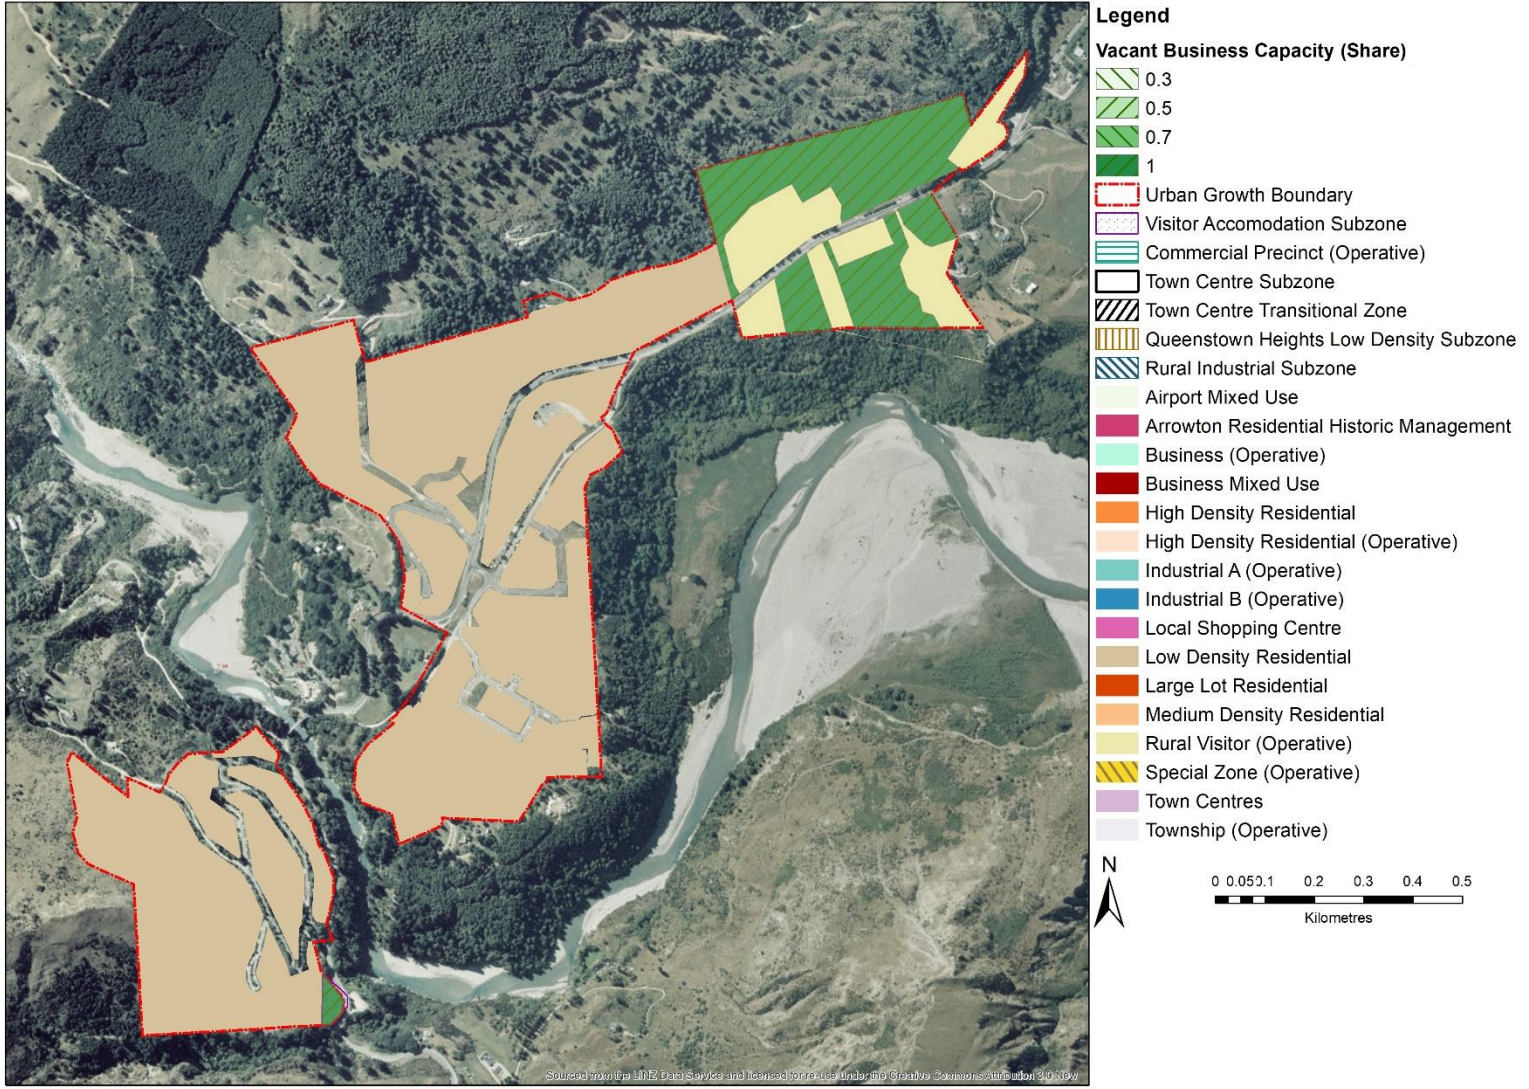 Legend
Vacant Business Capacity (Share)
0.3
0.5
0.7
1
Urban Growth Boundary
Visitor Accomodation Subzone
Commercial Precinct (Operative)
Town Centre Subzone
Town Centre Transitional Zone
Queenstown Heights Low Density Subzone
Rural Industrial Subzone
Airport Mixed Use
Arrowton Residential Historic Management
Business (Operative)
Business Mixed Use
High Density Residential
High Density Residential (Operative)
Industrial A (Operative)
Industrial B (Operative)
Local Shopping Centre
Low Density Residential
Large Lot Residential
Medium Density Residential
Rural Visitor (Operative)
Special Zone (Operative)
Town Centres
Township (Operative)
N
0 0.05 0.1 0.2 0.3 0.4 0.5
Kilometres
Sourced from the LINZ Data Service and licensed for re-use under the Creative Commons Attribution 3.0 New